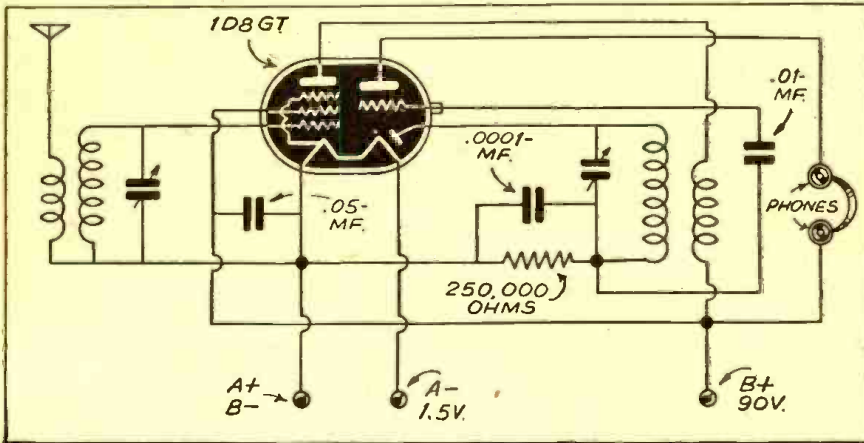 1D8GT
.01-
MF.
.0001-
MF.
.05-
MF.
PHONES
250,000
OHMS
A+
B-
A-
1.5V.
B+
90V.